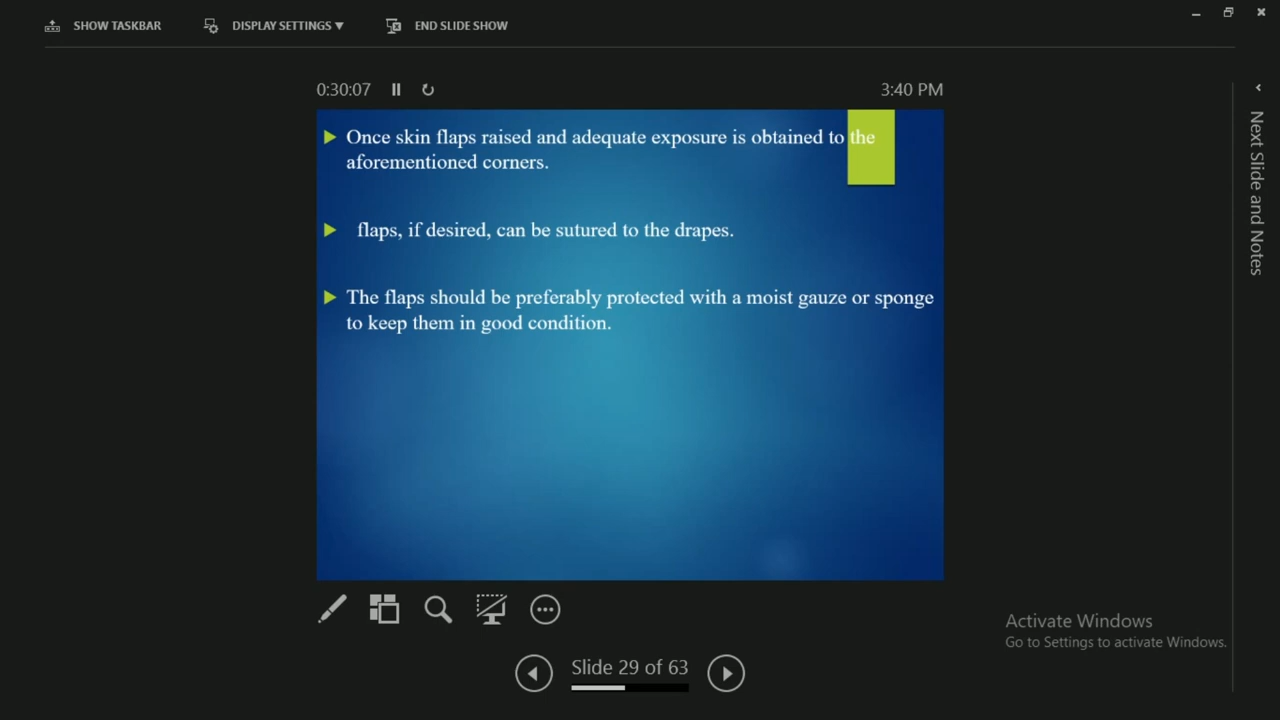 SHOW TASKBAR DISPLAY SETTINGS ▼ END SLIDE SHOW
0:30:07 3:40 PM
Once skin flaps raised and adequate exposure is obtained to the
aforementioned corners.
flaps, if desired, can be sutured to the drapes.
The flaps should be preferably protected with a moist gauze or sponge
to keep them in good condition.
Next Slide and Notes
Activate Windows
Go to Settings to activate Windows.
Slide 29 of 63